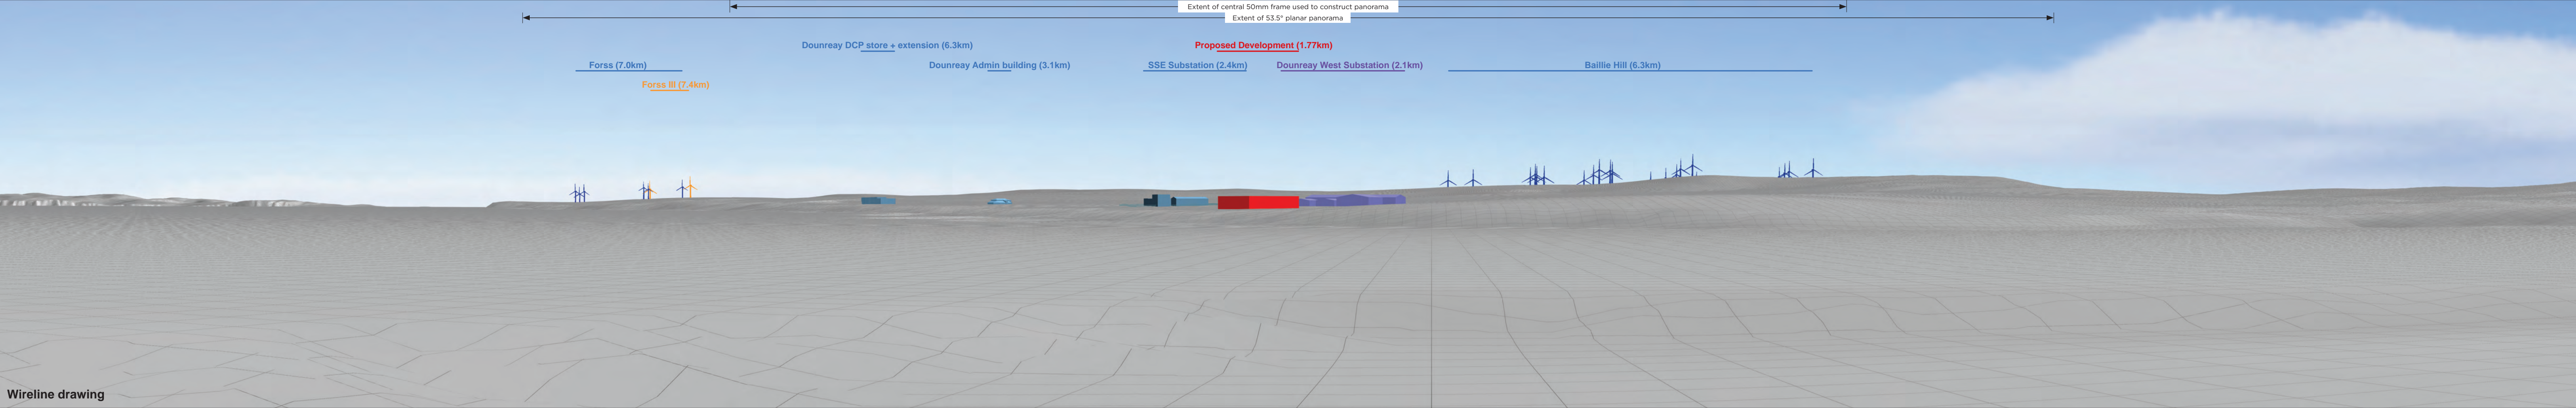 Extent of central 50mm frame used to construct panorama
Extent of 53.5° planar panorama
Dounreay DCP store + extension (6.3km)
Proposed Development (1.77km)
Forss (7.0km)
Dounreay Admin building (3.1km)
SSE Substation (2.4km)
Dounreay West Substation (2.1km)
Baillie Hill (6.3km)
Forss III (7.4km)
Wireline drawing